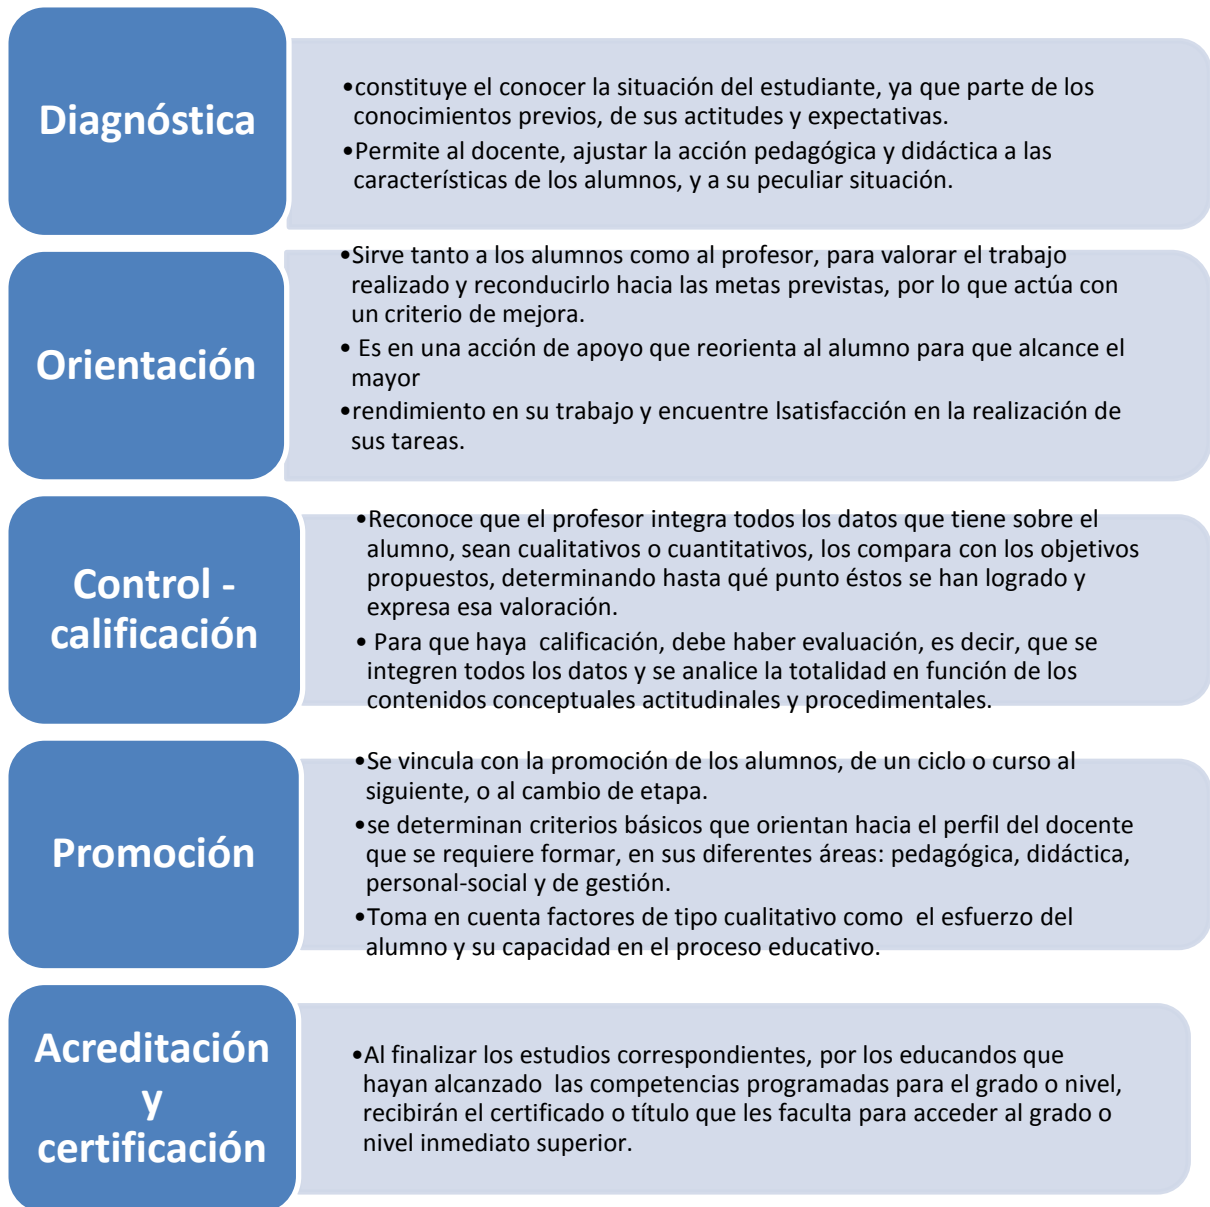 Diagnóstica
•constituye el conocer la situación del estudiante, ya que parte de los
conocimientos previos, de sus actitudes y expectativas.
•Permite al docente, ajustar la acción pedagógica y didáctica a las
características de los alumnos, y a su peculiar situación.
Orientación
•Sirve tanto a los alumnos como al profesor, para valorar el trabajo
realizado y reconducirlo hacia las metas previstas, por lo que actúa con
un criterio de mejora.
• Es en una acción de apoyo que reorienta al alumno para que alcance el
mayor
•rendimiento en su trabajo y encuentre lsatisfacción en la realización de
sus tareas.
Control -
calificación
•Reconoce que el profesor integra todos los datos que tiene sobre el
alumno, sean cualitativos o cuantitativos, los compara con los objetivos
propuestos, determinando hasta qué punto éstos se han logrado y
expresa esa valoración.
• Para que haya  calificación, debe haber evaluación, es decir, que se
integren todos los datos y se analice la totalidad en función de los
contenidos conceptuales actitudinales y procedimentales.
Promoción
•Se vincula con la promoción de los alumnos, de un ciclo o curso al
siguiente, o al cambio de etapa.
•se determinan criterios básicos que orientan hacia el perfil del docente
que se requiere formar, en sus diferentes áreas: pedagógica, didáctica,
personal-social y de gestión.
•Toma en cuenta factores de tipo cualitativo como  el esfuerzo del
alumno y su capacidad en el proceso educativo.
Acreditación
y
certificación
•Al finalizar los estudios correspondientes, por los educandos que
hayan alcanzado  las competencias programadas para el grado o nivel,
recibirán el certificado o título que les faculta para acceder al grado o
nivel inmediato superior.